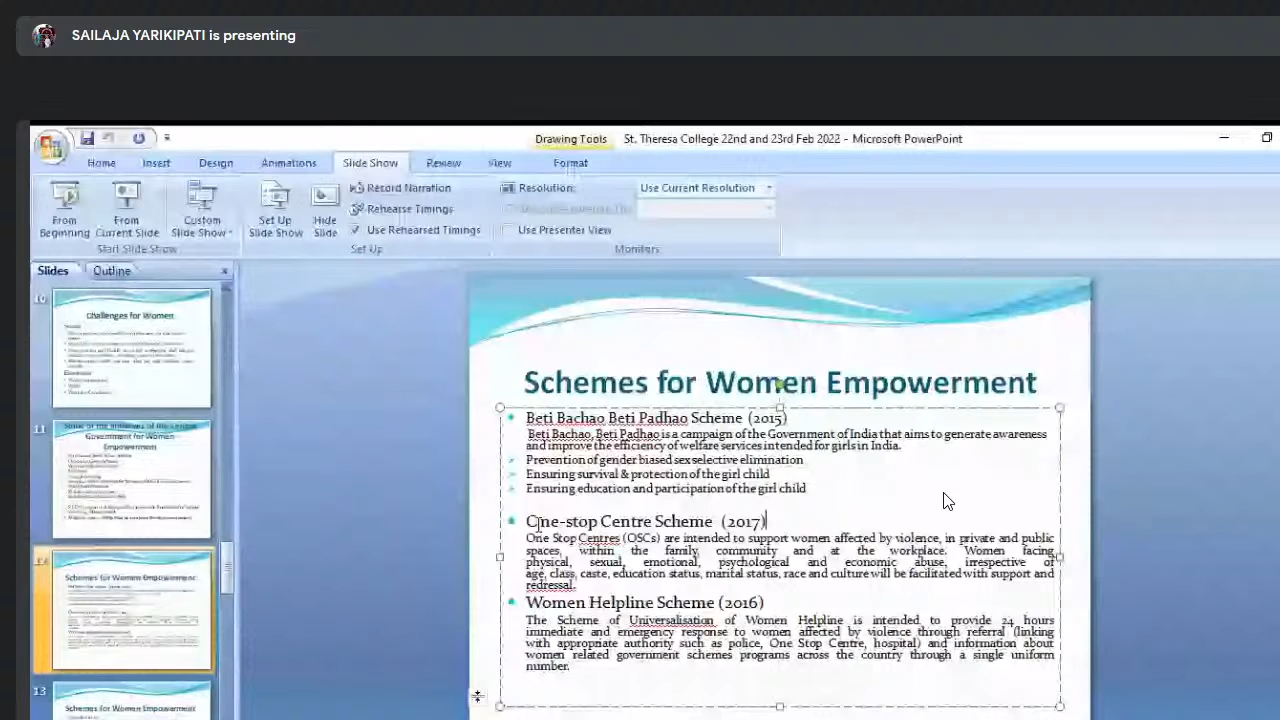 SAILAJA YARIKIPATI is presenting
Drawing Tools
St. Theresa College 22nd and 23rd Feb 2022 - Microsoft PowerPoint
Home Insert Design Animations Slide Show Review View Format
From Beginning
From Current Slide
Custom Slide Show
Start Slide Show
Set Up Slide Show
Hide Slide
Record Narration
Rehearse Timings
Use Rehearsed Timings
Set Up
Resolution:
Use Current Resolution
Use Presenter View
Monitors
Slides Outline
10
Challenges for Women
11
Government for Women
Empowerment
12
Schemes for Women Empowerment
13
Schemes for Women Empowerment
Schemes for Women Empowerment
Beti Bachao Beti Padhao Scheme (2015)
Beti Bachao, Beti Padhao is a campaign of the Government of India that aims to generate awareness
and improve the efficiency of welfare services intended for girls in India.
Prevention of gender biased sex selective elimination
Ensuring survival & protection of the girl child
Ensuring education and participation of the girl child
One-stop Centre Scheme (2017)
One Stop Centres (OSCs) are intended to support women affected by violence, in private and public
spaces, within the family, community and at the workplace. Women facing
physical, sexual, emotional, psychological and economic abuse, irrespective of
age, class, caste, education status, marital status, race and culture will be facilitated with support and
redressal.
Women Helpline Scheme (2016)
The Scheme of Universalisation of Women Helpline is intended to provide 24 hours
immediate and emergency response to women affected by violence through referral (linking
with appropriate authority such as police, One Stop Centre, hospital) and information about
women related government schemes programs across the country through a single uniform
number.